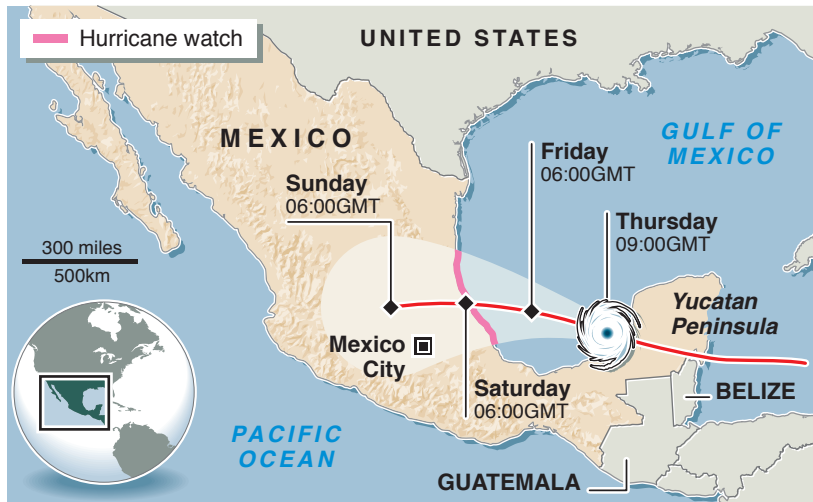 Hurricane watch
UNITED STATES
MEXICO
GULF OF
MEXICO
Friday
06:00GMT
Sunday
06:00GMT
Thursday
09:00GMT
300 miles
500km
Yucatan
Peninsula
Mexico
City
Saturday
06:00GMT
BELIZE
PACIFIC
OCEAN
GUATEMALA